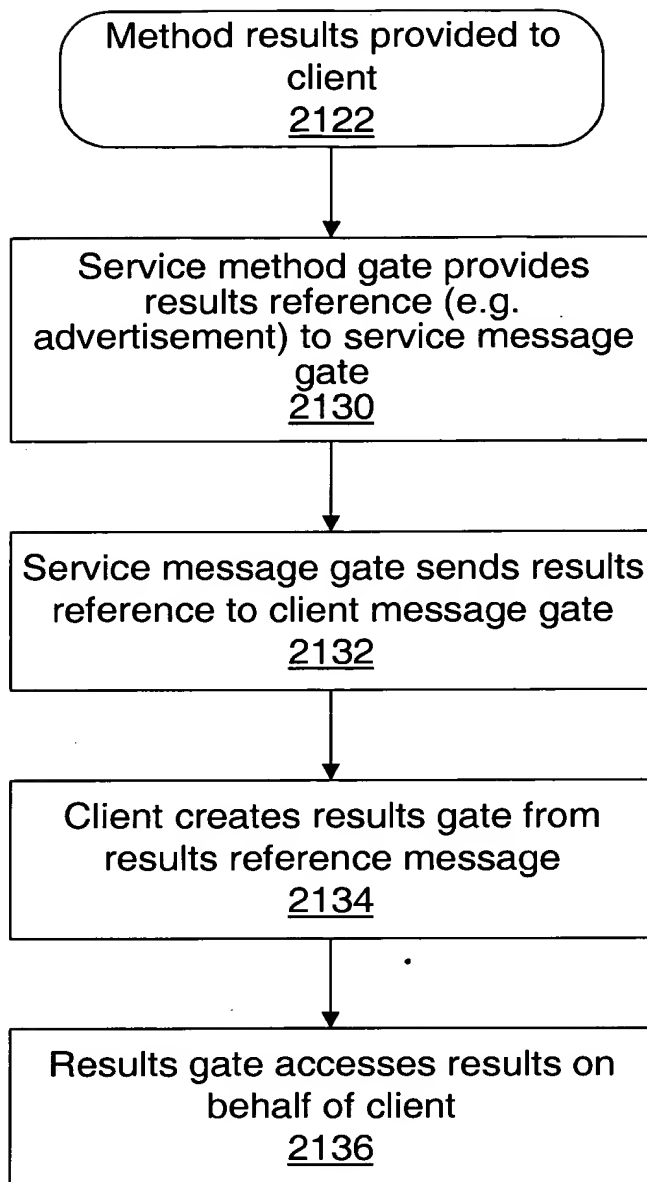 Method results provided to
client
2122
Service method gate provides
results reference (e.g.
advertisement) to service message
gate
2130
Service message gate sends results
reference to client message gate
2132
Client creates results gate from
results reference message
2134
Results gate accesses results on
behalf of client
2136